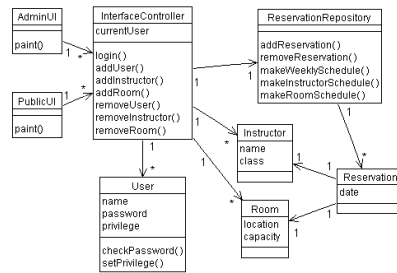 AdminUI
paint()
PublicUI
paint()
InterfaceController
currentUser
login()
addUser()
addInstructor()
addRoom()
removeUser()
removeInstructor()
removeRoom()
ReservationRepository
addReservation()
removeReservation()
makeWeeklySchedule()
makeInstructorSchedule()
makeRoomSchedule()
Instructor
name
class
Reservation
date
User
name
password
privilege
checkPassword()
setPrivilege()
Room
location
capacity
1
*
1
*
1
1
1
*
1
*
1
*
1
*
1
1
1
1